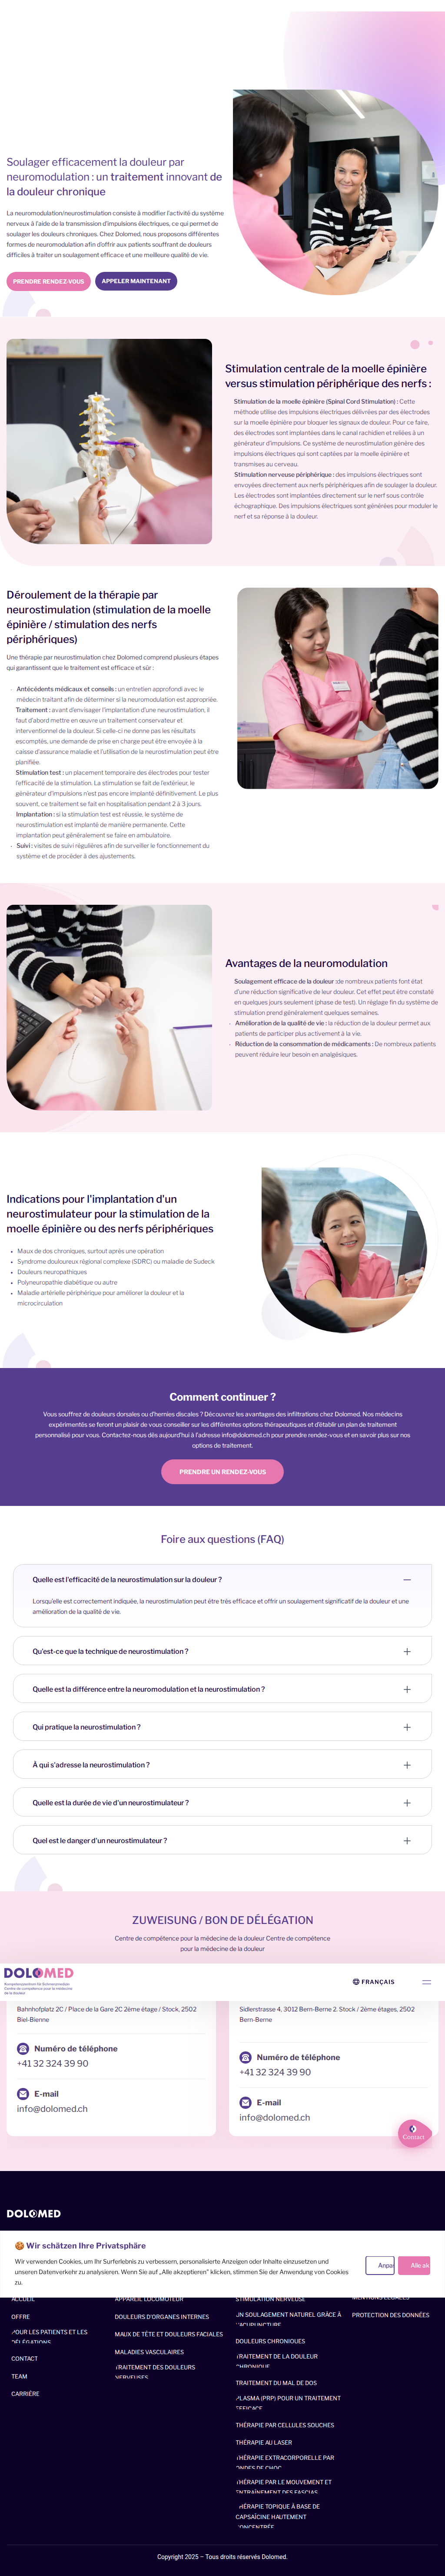 Soulager efficacement la douleur par
neuromodulation : un traitement innovant de
la douleur chronique
La neuromodulation/neurostimulation consiste à modifier l'activité du système
nerveux à l'aide de la transmission d'impulsions électriques, ce qui permet de
soulager les douleurs chroniques. Chez Dolomed, nous proposons différentes
formes de neuromodulation afin d'offrir aux patients souffrant de douleurs
difficiles à traiter un soulagement efficace et une meilleure qualité de vie.
PRENDRE RENDEZ-VOUS
APPELER MAINTENANT
Stimulation centrale de la moelle épinière
versus stimulation périphérique des nerfs :
Stimulation de la moelle épinière (Spinal Cord Stimulation) : Cette
méthode utilise des impulsions électriques délivrées par des électrodes
sur la moelle épinière pour bloquer les signaux de douleur. Pour ce faire,
des électrodes sont implantées dans le canal rachidien et reliées à un
générateur d'impulsions. Ce système de neurostimulation génère des
impulsions électriques qui sont captées par la moelle épinière et
transmises au cerveau.
Stimulation nerveuse périphérique : des impulsions électriques sont
envoyées directement aux nerfs périphériques afin de soulager la douleur.
Les électrodes sont implantées directement sur le nerf sous contrôle
échographique. Des impulsions électriques sont générées pour moduler le
nerf et sa réponse à la douleur.
Déroulement de la thérapie par
neurostimulation (stimulation de la moelle
épinière / stimulation des nerfs
périphériques)
Une thérapie par neurostimulation chez Dolomed comprend plusieurs étapes
qui garantissent que le traitement est efficace et sûr :
Antécédents médicaux et conseils : un entretien approfondi avec le
médecin traitant afin de déterminer si la neuromodulation est appropriée.
Traitement : avant d'envisager l'implantation d'une neurostimulation, il
faut d'abord mettre en œuvre un traitement conservateur et
interventionnel de la douleur. Si celle-ci ne donne pas les résultats
escomptés, une demande de prise en charge peut être envoyée à la
caisse d'assurance maladie et l'utilisation de la neurostimulation peut être
planifiée.
Stimulation test : un placement temporaire des électrodes pour tester
l'efficacité de la stimulation. La stimulation se fait de l'extérieur, le
générateur d'impulsions n'est pas encore implanté définitivement. Le plus
souvent, ce traitement se fait en hospitalisation pendant 2 à 3 jours.
Implantation : si la stimulation test est réussie, le système de
neurostimulation est implanté de manière permanente. Cette
implantation peut généralement se faire en ambulatoire.
Suivi : visites de suivi régulières afin de surveiller le fonctionnement du
système et de procéder à des ajustements.
Avantages de la neuromodulation
Soulagement efficace de la douleur :de nombreux patients font état
d'une réduction significative de leur douleur. Cet effet peut être constaté
en quelques jours seulement (phase de test). Un réglage fin du système de
stimulation prend généralement quelques semaines.
Amélioration de la qualité de vie : la réduction de la douleur permet aux
patients de participer plus activement à la vie.
Réduction de la consommation de médicaments : De nombreux patients
peuvent réduire leur besoin en analgésiques.
Indications pour l'implantation d'un
neurostimulateur pour la stimulation de la
moelle épinière ou des nerfs périphériques
Maux de dos chroniques, surtout après une opération
Syndrome douloureux régional complexe (SDRC) ou maladie de Sudeck
Douleurs neuropathiques
Polyneuropathie diabétique ou autre
Maladie artérielle périphérique pour améliorer la douleur et la
microcirculation
Comment continuer ?
Vous souffrez de douleurs dorsales ou d'hernies discales ? Découvrez les avantages des infiltrations chez Dolomed. Nos médecins
expérimentés se feront un plaisir de vous conseiller sur les différentes options thérapeutiques et d'établir un plan de traitement
personnalisé pour vous. Contactez-nous dès aujourd'hui à l'adresse info@dolomed.ch pour prendre rendez-vous et en savoir plus sur nos
options de traitement.
PRENDRE UN RENDEZ-VOUS
Foire aux questions (FAQ)
Quelle est l'efficacité de la neurostimulation sur la douleur ?
Lorsqu'elle est correctement indiquée, la neurostimulation peut être très efficace et offrir un soulagement significatif de la douleur et une
amélioration de la qualité de vie.
Qu'est-ce que la technique de neurostimulation ?
Quelle est la différence entre la neuromodulation et la neurostimulation ?
Qui pratique la neurostimulation ?
À qui s'adresse la neurostimulation ?
Quelle est la durée de vie d'un neurostimulateur ?
Quel est le danger d'un neurostimulateur ?
ZUWEISUNG / BON DE DÉLÉGATION
Centre de compétence pour la médecine de la douleur Centre de compétence
pour la médecine de la douleur
DOLOMED
Kompetenzzentrum für Schmerzmedizin
Centre de compétence pour la médecine
de la douleur
FRANÇAIS
Bahnhofplatz 2C / Place de la Gare 2C 2ème étage / Stock, 2502
Biel-Bienne
Numéro de téléphone
+41 32 324 39 90
E-mail
info@dolomed.ch
Sidlerstrasse 4, 3012 Bern-Berne 2. Stock / 2ème étages, 2502
Bern-Berne
Numéro de téléphone
+41 32 324 39 90
E-mail
info@dolomed.ch
Contact
DOLOMED
Wir schätzen Ihre Privatsphäre
Wir verwenden Cookies, um Ihr Surferlebnis zu verbessern, personalisierte Anzeigen oder Inhalte einzusetzen und
unseren Datenverkehr zu analysieren. Wenn Sie auf „Alle akzeptieren" klicken, stimmen Sie der Anwendung von Cookies
zu.
Anpa
Alle ak
ACCUEIL
OFFRE
POUR LES PATIENTS ET LES
DÉLÉGATIONS
CONTACT
TEAM
CARRIÈRE
APPAREIL LOCOMOTEUR
DOULEURS D'ORGANES INTERNES
MAUX DE TÊTE ET DOULEURS FACIALES
MALADIES VASCULAIRES
TRAITEMENT DES DOULEURS
NERVEUSES
STIMULATION NERVEUSE
UN SOULAGEMENT NATUREL GRÂCE À
L'ACUPUNCTURE
DOULEURS CHRONIQUES
TRAITEMENT DE LA DOULEUR
CHRONIQUE
TRAITEMENT DU MAL DE DOS
PLASMA (PRP) POUR UN TRAITEMENT
EFFICACE
THÉRAPIE PAR CELLULES SOUCHES
THÉRAPIE AU LASER
THÉRAPIE EXTRACORPORELLE PAR
ONDES DE CHOC
THÉRAPIE PAR LE MOUVEMENT ET
ENTRAÎNEMENT DES FASCIAS
THÉRAPIE TOPIQUE À BASE DE
CAPSAÏCINE HAUTEMENT
CONCENTRÉE
MENTIONS LÉGALES
PROTECTION DES DONNÉES
Copyright 2025 – Tous droits réservés Dolomed.